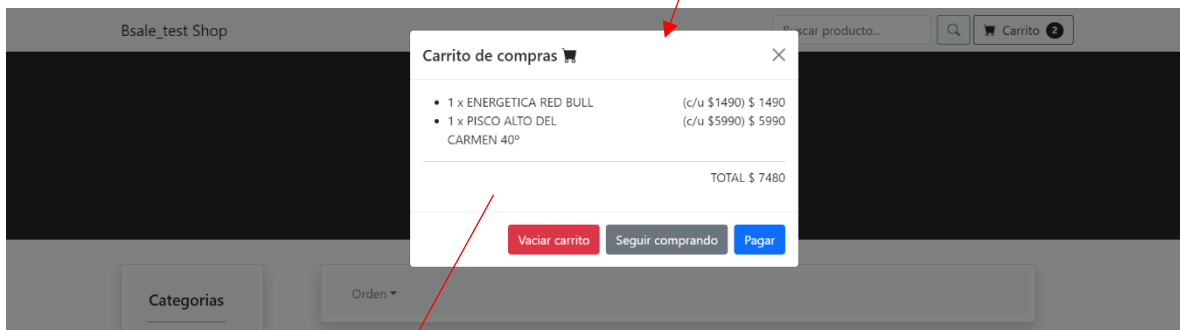 Bsale_test Shop
Buscar producto...
Carrito 2
Carrito de compras
1 x ENERGETICA RED BULL (c/u $1490) $ 1490
1 x PISCO ALTO DEL (c/u $5990) $ 5990
CARMEN 40º
TOTAL $ 7480
Vaciar carrito Seguir comprando Pagar
Categorias
Orden